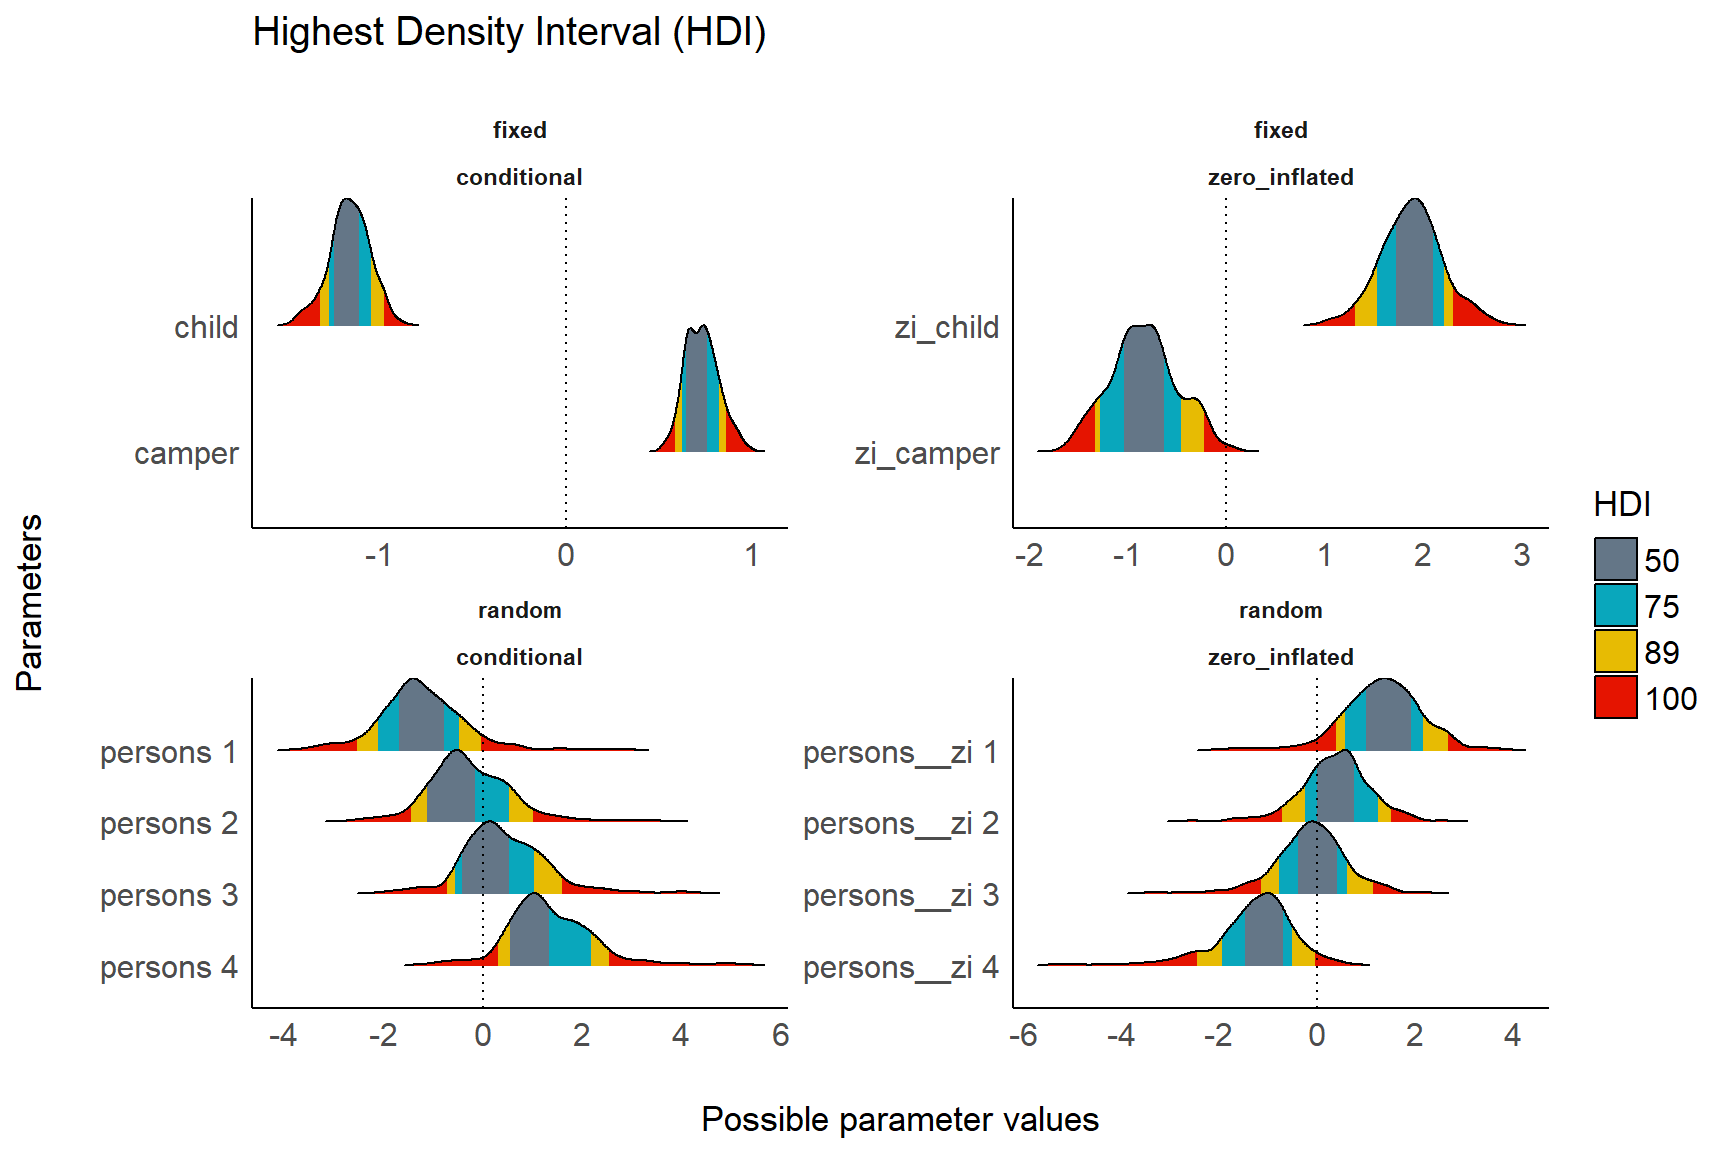 Highest Density Interval (HDI)
fixed
conditional
child
camper
-1
0
1
fixed
zero_inflated
zi_child
zi_camper
-2
-1
0
1
2
3
random
conditional
persons 1
persons 2
persons 3
persons 4
-4
-2
0
2
4
6
random
zero_inflated
persons__zi 1
persons__zi 2
persons__zi 3
persons__zi 4
-6
-4
-2
0
2
4
Parameters
Possible parameter values
HDI
50
75
89
100